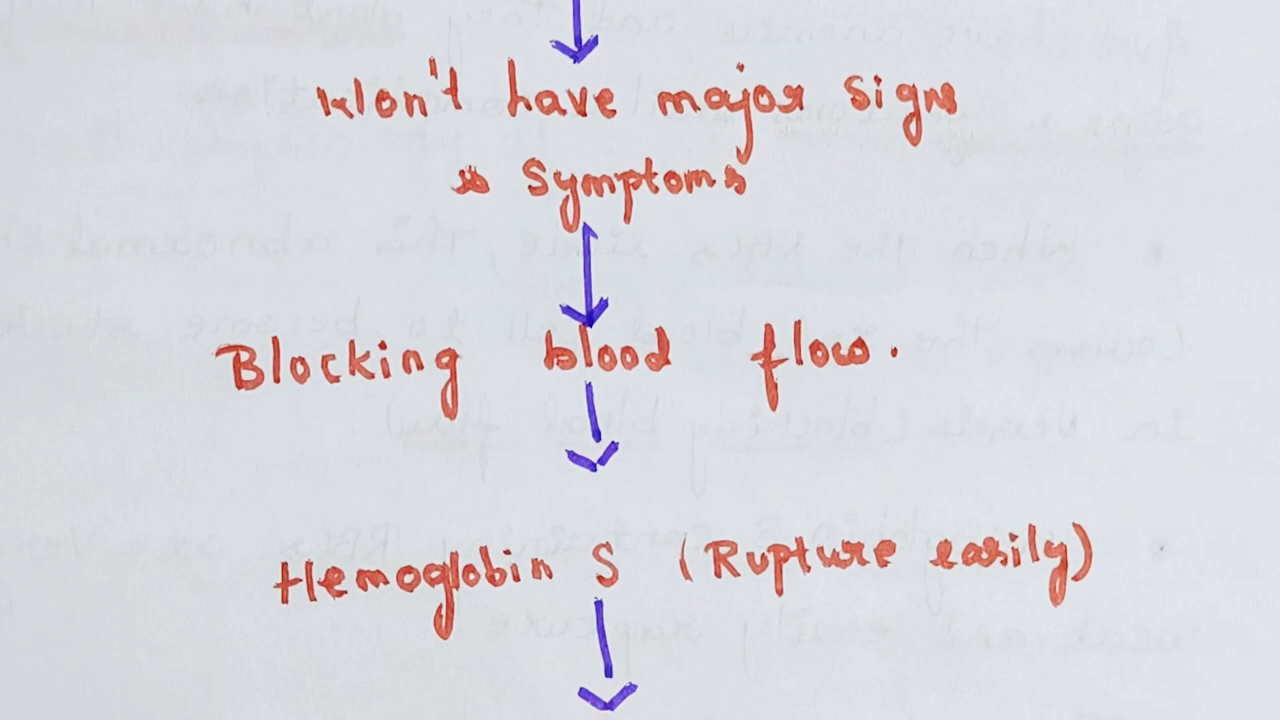 Won't have major signs
Symptoms
Blocking blood flow.
Hemoglobin S (Rupture easily)